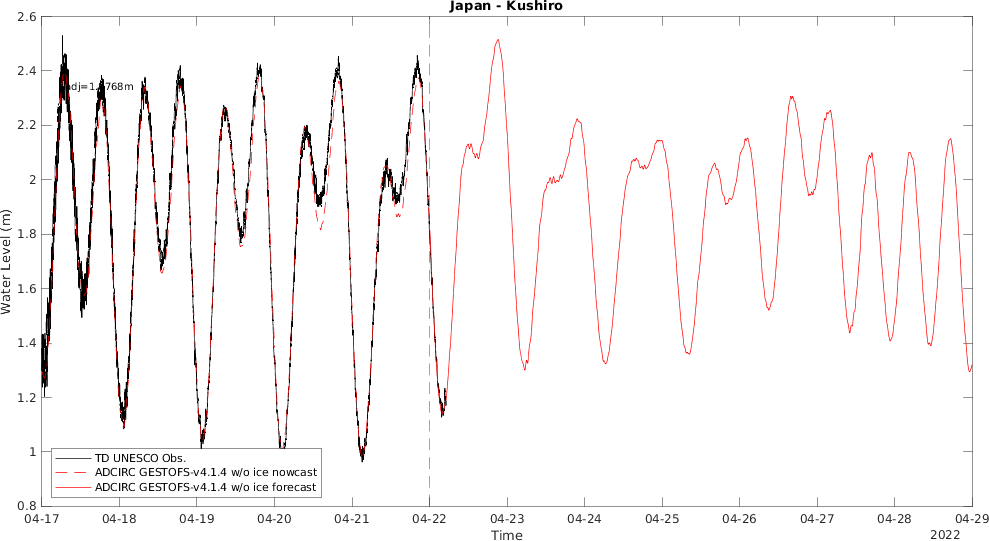 Japan - Kushiro
2.6
2.4
2.2
2
1.8
1.6
1.4
1.2
1
0.8
Water Level (m)
TD UNESCO Obs.
ADCIRC GESTOFS-v4.1.4 w/o ice nowcast
ADCIRC GESTOFS-v4.1.4 w/o ice forecast
04-17 04-18 04-19 04-20 04-21 04-22 04-23 04-24 04-25 04-26 04-27 04-28 04-29
Time
2022